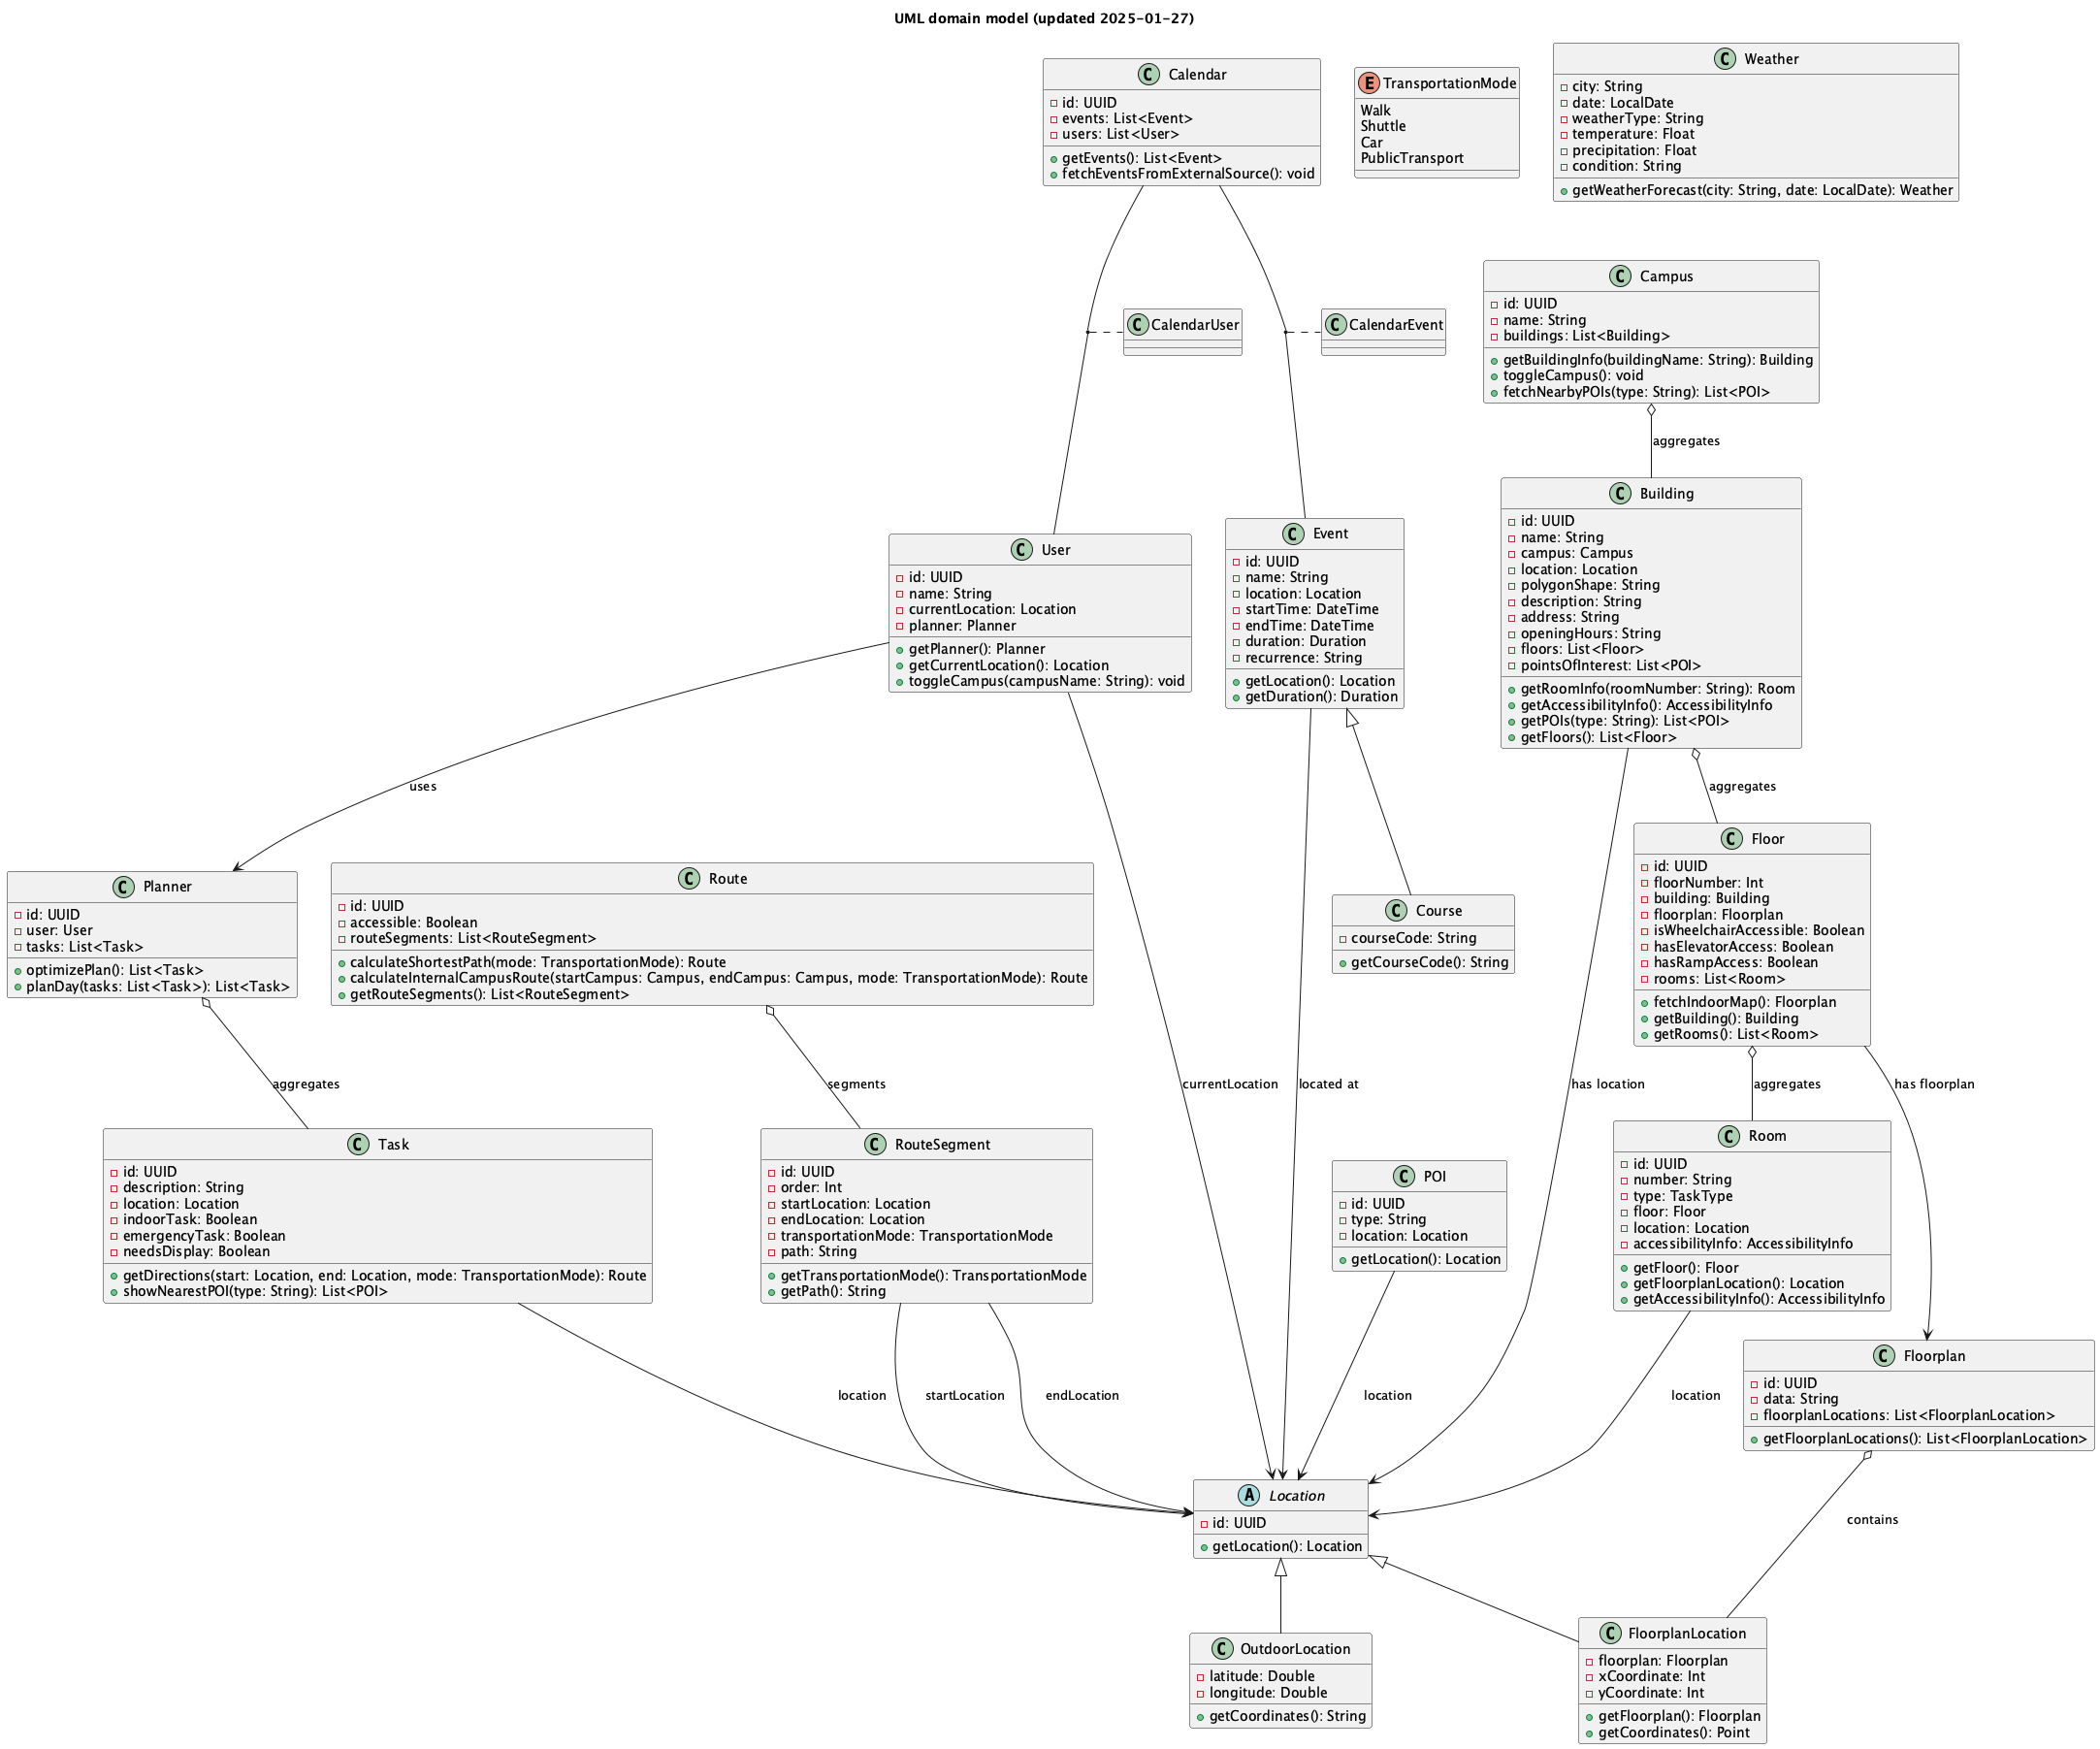 UML domain model (updated 2025-01-27)
C Calendar
id: UUID
events: List<Event>
users: List<User>
getEvents(): List<Event>
fetchEventsFromExternalSource(): void
E TransportationMode
Walk
Shuttle
Car
PublicTransport
C Weather
city: String
date: LocalDate
weatherType: String
temperature: Float
precipitation: Float
condition: String
getWeatherForecast(city: String, date: LocalDate): Weather
C CalendarUser
C CalendarEvent
C Campus
id: UUID
name: String
buildings: List<Building>
getBuildingInfo(buildingName: String): Building
toggleCampus(): void
fetchNearbyPOIs(type: String): List<POI>
aggregates
C User
id: UUID
name: String
currentLocation: Location
planner: Planner
getPlanner(): Planner
getCurrentLocation(): Location
toggleCampus(campusName: String): void
C Event
id: UUID
name: String
location: Location
startTime: DateTime
endTime: DateTime
duration: Duration
recurrence: String
getLocation(): Location
getDuration(): Duration
C Building
id: UUID
name: String
campus: Campus
location: Location
polygonShape: String
description: String
address: String
openingHours: String
floors: List<Floor>
pointsOfInterest: List<POI>
getRoomInfo(roomNumber: String): Room
getAccessibilityInfo(): AccessibilityInfo
getPOIs(type: String): List<POI>
getFloors(): List<Floor>
uses
aggregates
C Planner
id: UUID
user: User
tasks: List<Task>
optimizePlan(): List<Task>
planDay(tasks: List<Task>): List<Task>
C Route
id: UUID
accessible: Boolean
routeSegments: List<RouteSegment>
calculateShortestPath(mode: TransportationMode): Route
calculateInternalCampusRoute(startCampus: Campus, endCampus: Campus, mode: TransportationMode): Route
getRouteSegments(): List<RouteSegment>
C Course
courseCode: String
getCourseCode(): String
C Floor
id: UUID
floorNumber: Int
building: Building
floorplan: Floorplan
isWheelchairAccessible: Boolean
hasElevatorAccess: Boolean
hasRampAccess: Boolean
rooms: List<Room>
fetchIndoorMap(): Floorplan
getBuilding(): Building
getRooms(): List<Room>
aggregates
segments
currentLocation
located at
has location
aggregates
has floorplan
C Task
id: UUID
description: String
location: Location
indoorTask: Boolean
emergencyTask: Boolean
needsDisplay: Boolean
getDirections(start: Location, end: Location, mode: TransportationMode): Route
showNearestPOI(type: String): List<POI>
C RouteSegment
id: UUID
order: Int
startLocation: Location
endLocation: Location
transportationMode: TransportationMode
path: String
getTransportationMode(): TransportationMode
getPath(): String
C POI
id: UUID
type: String
location: Location
getLocation(): Location
C Room
id: UUID
number: String
type: TaskType
floor: Floor
location: Location
accessibilityInfo: AccessibilityInfo
getFloor(): Floor
getFloorplanLocation(): Location
getAccessibilityInfo(): AccessibilityInfo
location
startLocation
endLocation
location
location
C Floorplan
id: UUID
data: String
floorplanLocations: List<FloorplanLocation>
getFloorplanLocations(): List<FloorplanLocation>
A Location
id: UUID
getLocation(): Location
contains
C OutdoorLocation
latitude: Double
longitude: Double
getCoordinates(): String
C FloorplanLocation
floorplan: Floorplan
xCoordinate: Int
yCoordinate: Int
getFloorplan(): Floorplan
getCoordinates(): Point